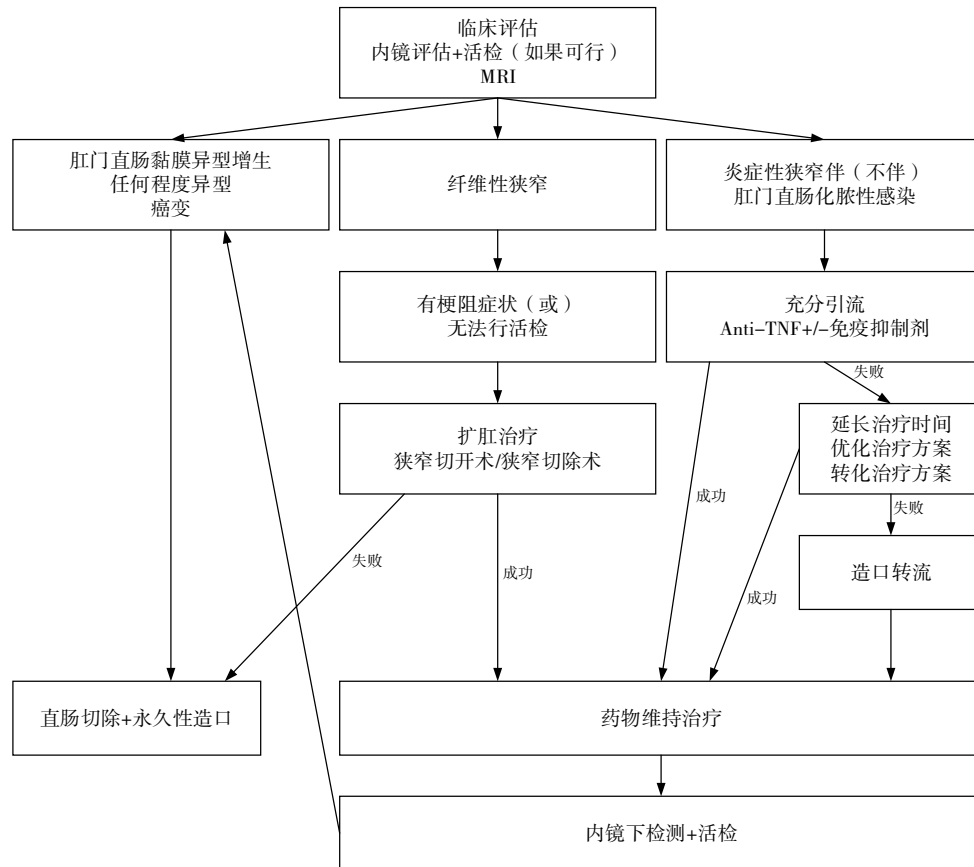 临床评估
内镜评估+活检（如果可行）
MRI
肛门直肠黏膜异型增生
任何程度异型
癌变
纤维性狭窄
炎症性狭窄伴（不伴）
肛门直肠化脓性感染
有梗阻症状（或）
无法行活检
充分引流
Anti-TNF+/-免疫抑制剂
失败
扩肛治疗
狭窄切开术/狭窄切除术
延长治疗时间
优化治疗方案
转化治疗方案
成功
失败
失败
成功
造口转流
成功
直肠切除+永久性造口
药物维持治疗
内镜下检测+活检